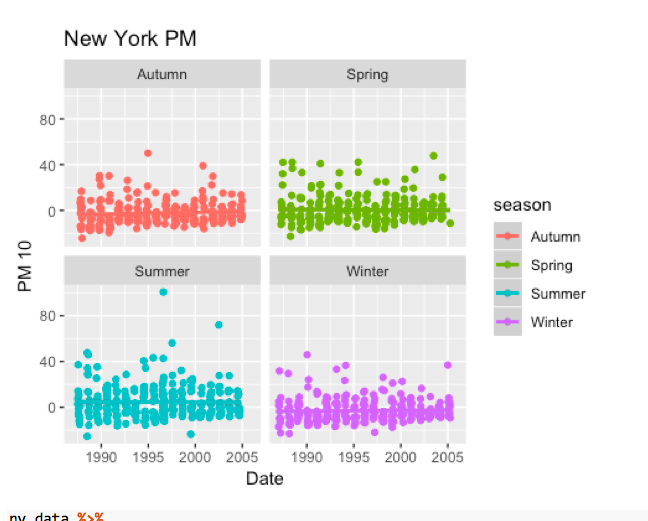 New York PM
Autumn Spring
80
40
0
season
Autumn
Spring
Summer
Winter
PM 10
Summer Winter
80
40
0
1990 1995 2000 2005 1990 1995 2000 2005
Date
ny_data %>%